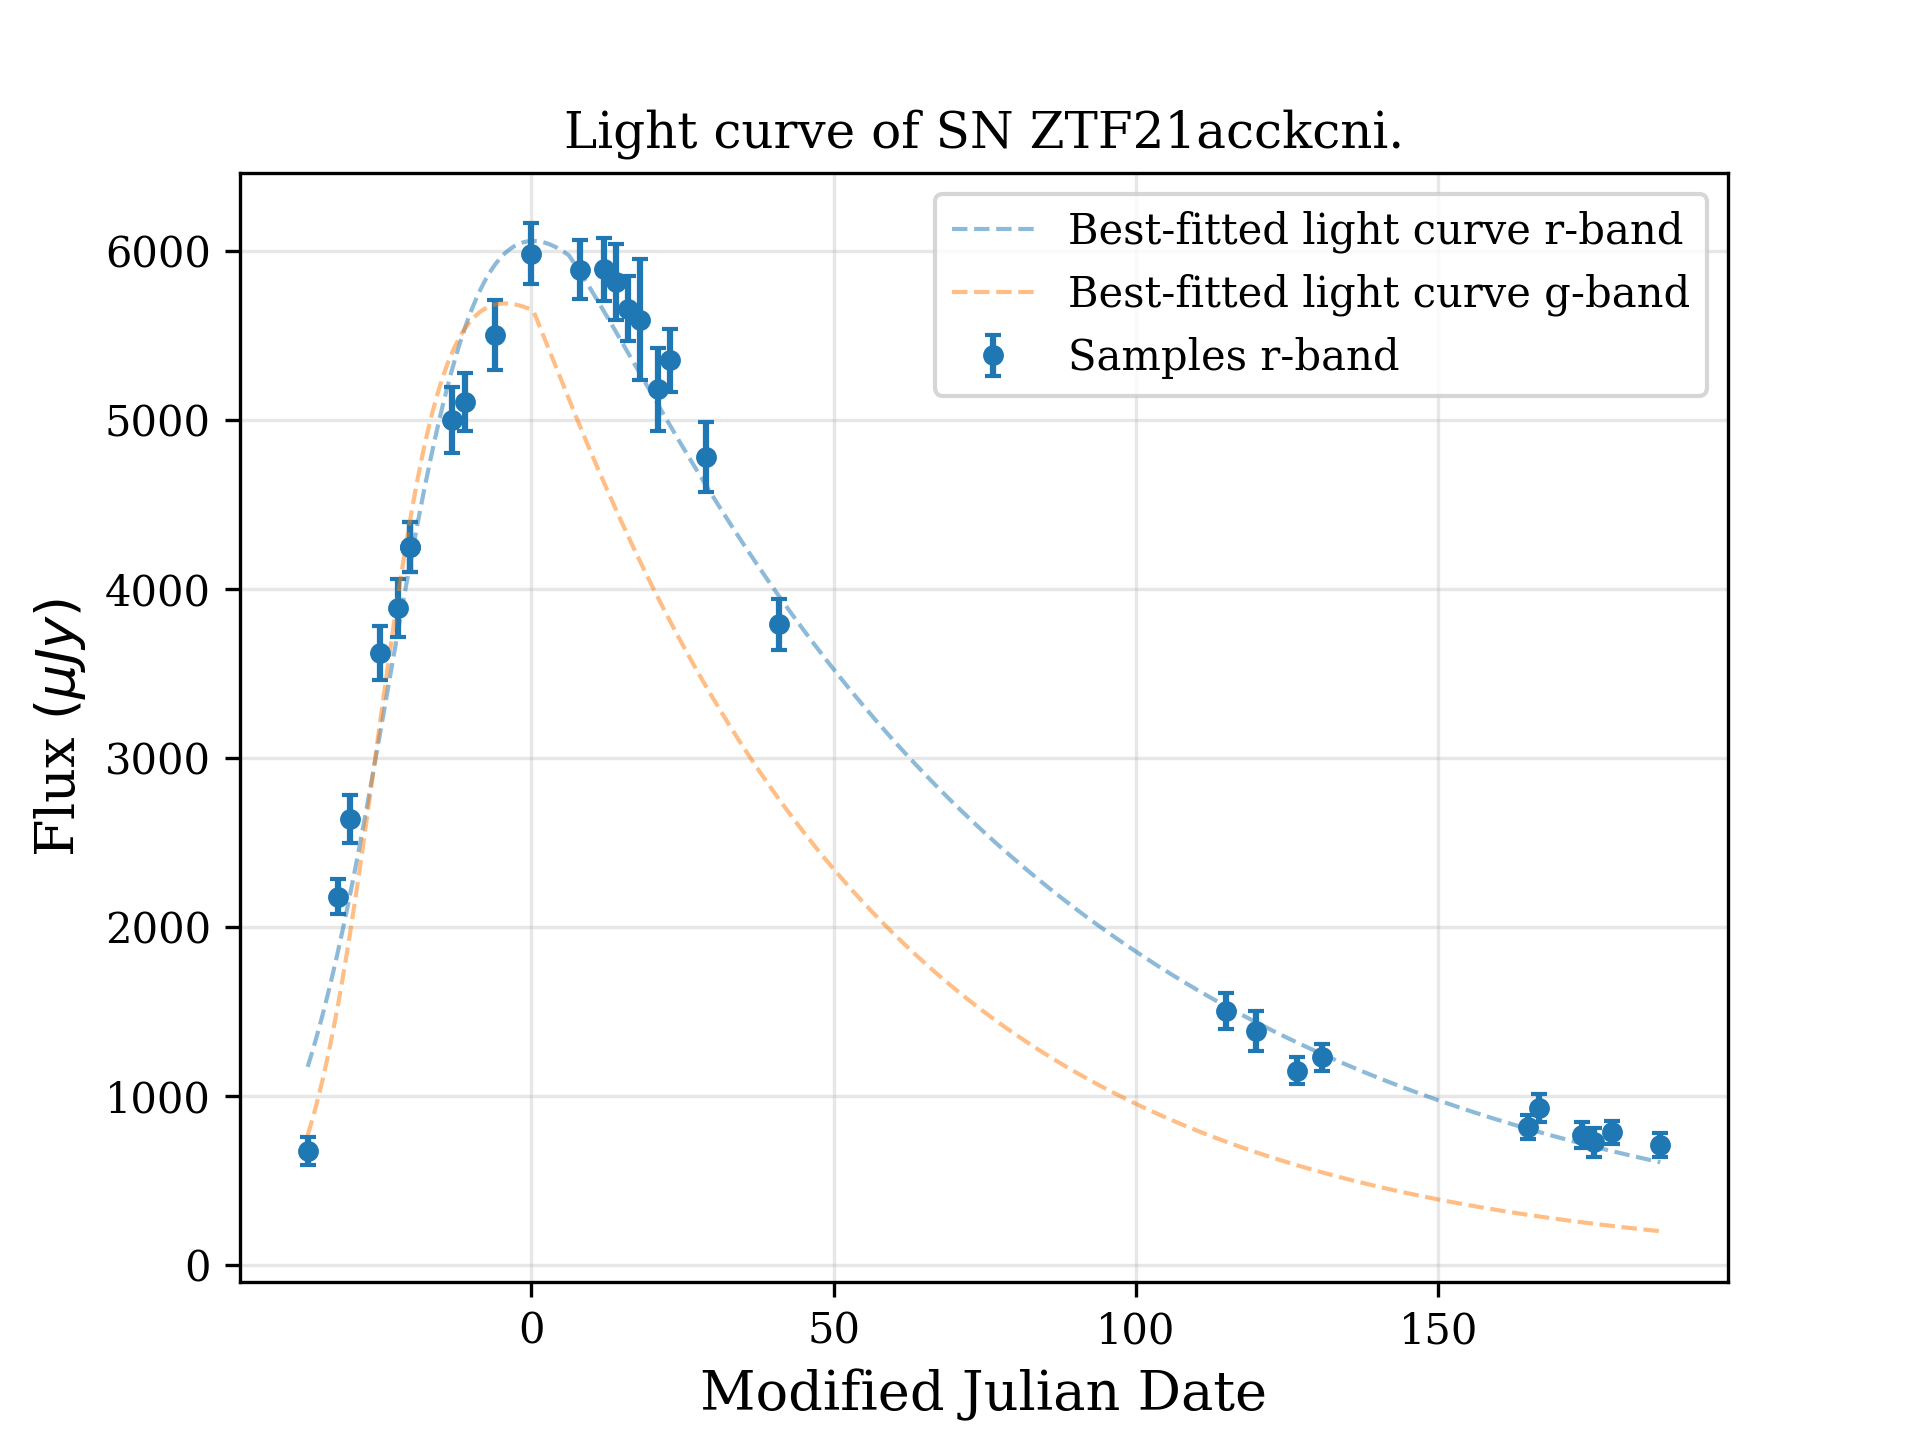 Light curve of SN ZTF21acckcni.
Best-fitted light curve r-band
Best-fitted light curve g-band
Samples r-band
6000
5000
4000
3000
2000
1000
0
Flux (μJy)
0 50 100 150
Modified Julian Date